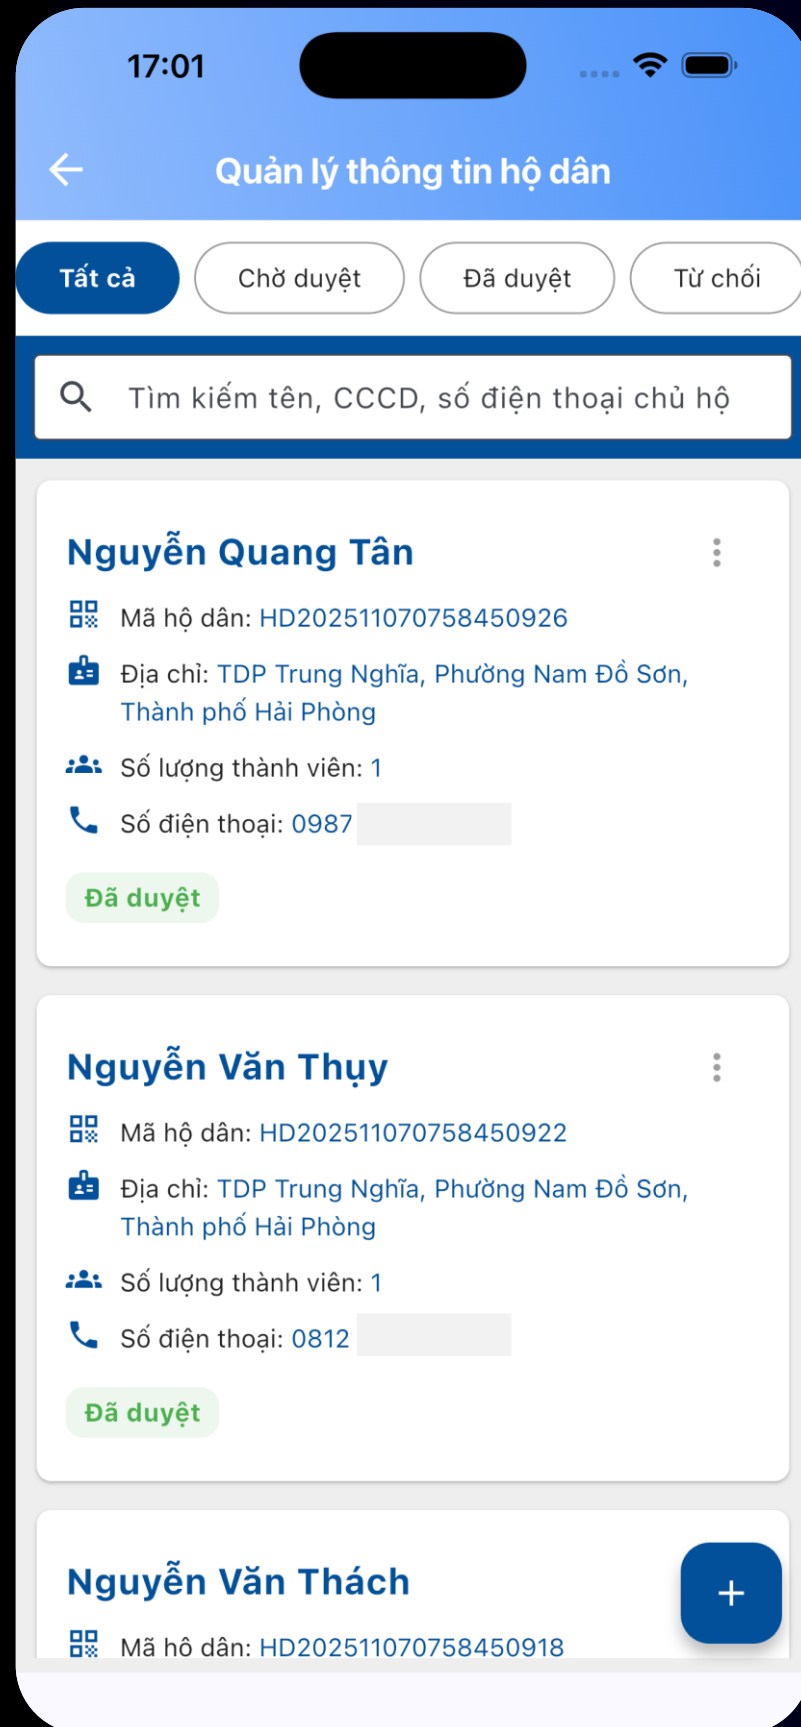 17:01
Quản lý thông tin hộ dân
Tất cả
Chờ duyệt
Đã duyệt
Từ chối
Tìm kiếm tên, CCCD, số điện thoại chủ hộ
Nguyễn Quang Tân
Mã hộ dân: HD202511070758450926
Địa chỉ: TDP Trung Nghĩa, Phường Nam Đồ Sơn,
Thành phố Hải Phòng
Số lượng thành viên: 1
Số điện thoại: 0987
Đã duyệt
Nguyễn Văn Thụy
Mã hộ dân: HD202511070758450922
Địa chỉ: TDP Trung Nghĩa, Phường Nam Đồ Sơn,
Thành phố Hải Phòng
Số lượng thành viên: 1
Số điện thoại: 0812
Đã duyệt
Nguyễn Văn Thách
Mã hộ dân: HD202511070758450918